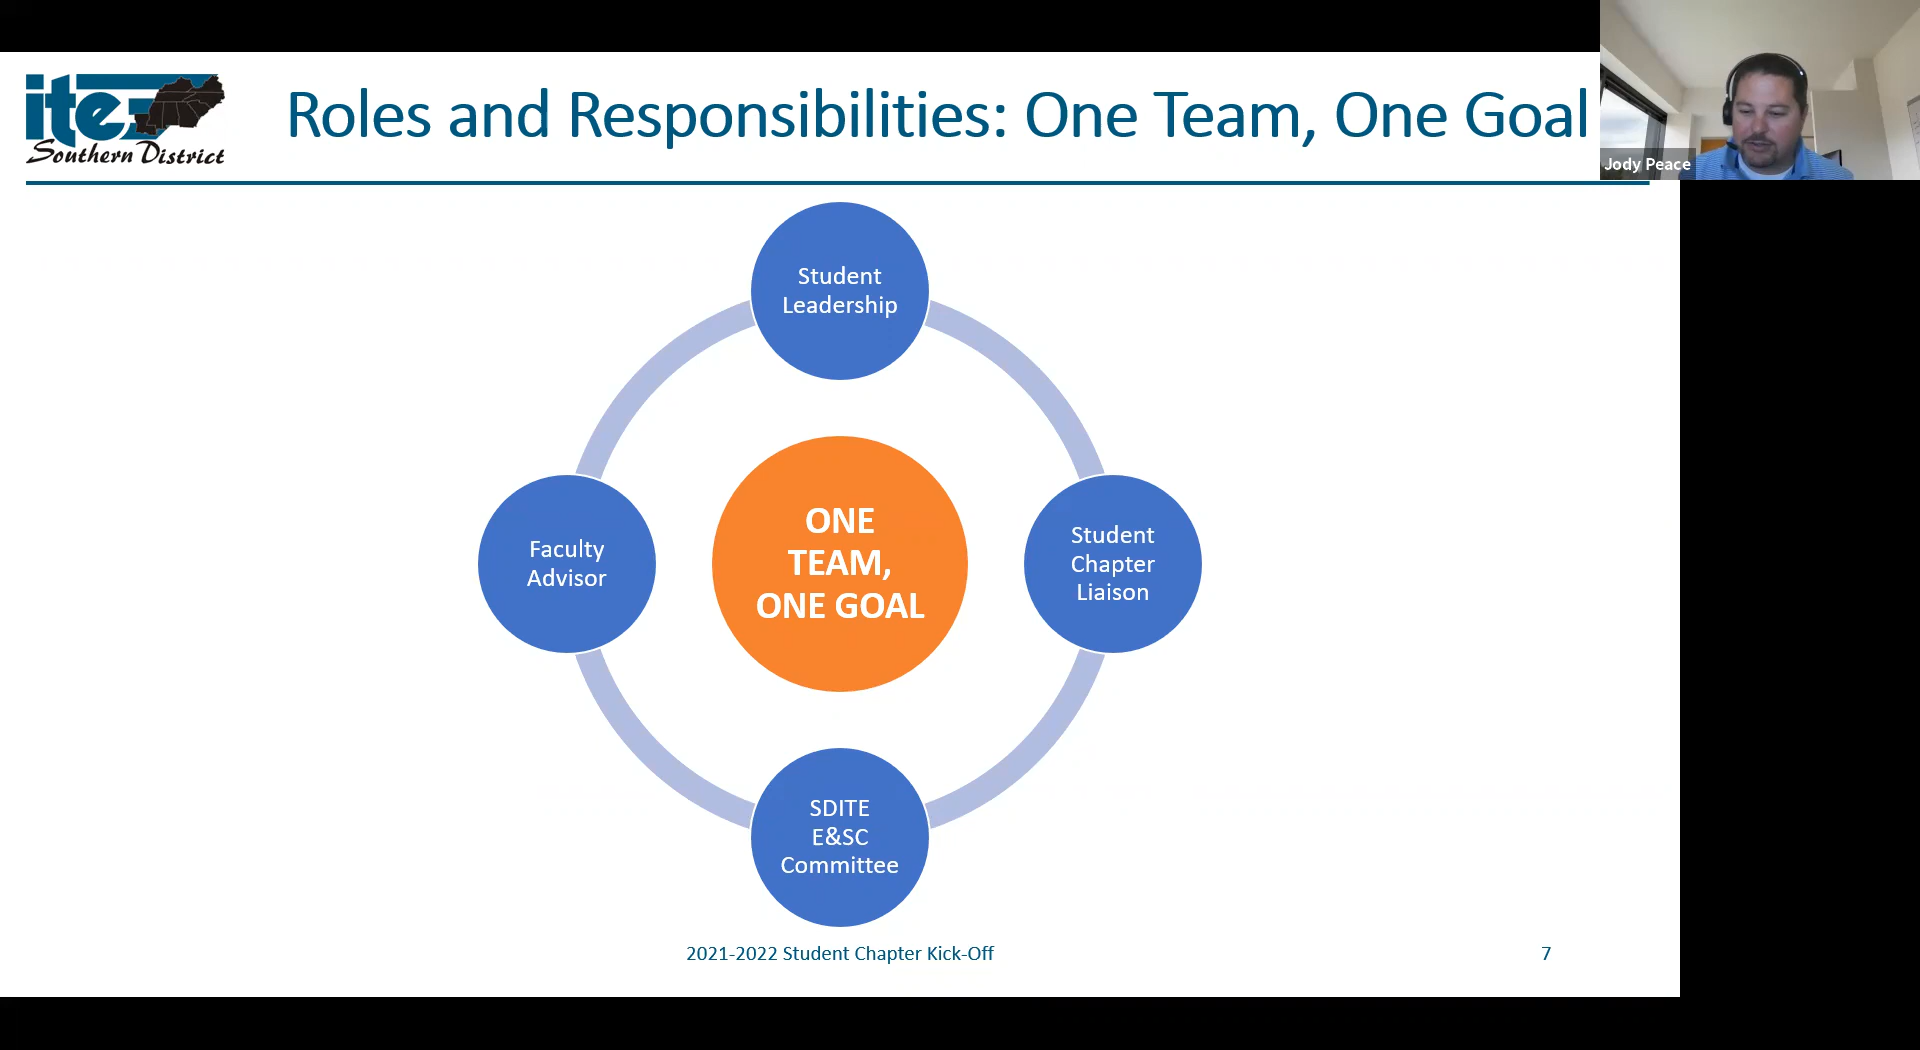 ite
Southern District
Roles and Responsibilities: One Team, One Goal
Jody Peace
Student
Leadership
Faculty
Advisor
ONE
TEAM,
ONE GOAL
Student
Chapter
Liaison
SDITE
E&SC
Committee
2021-2022 Student Chapter Kick-Off
7